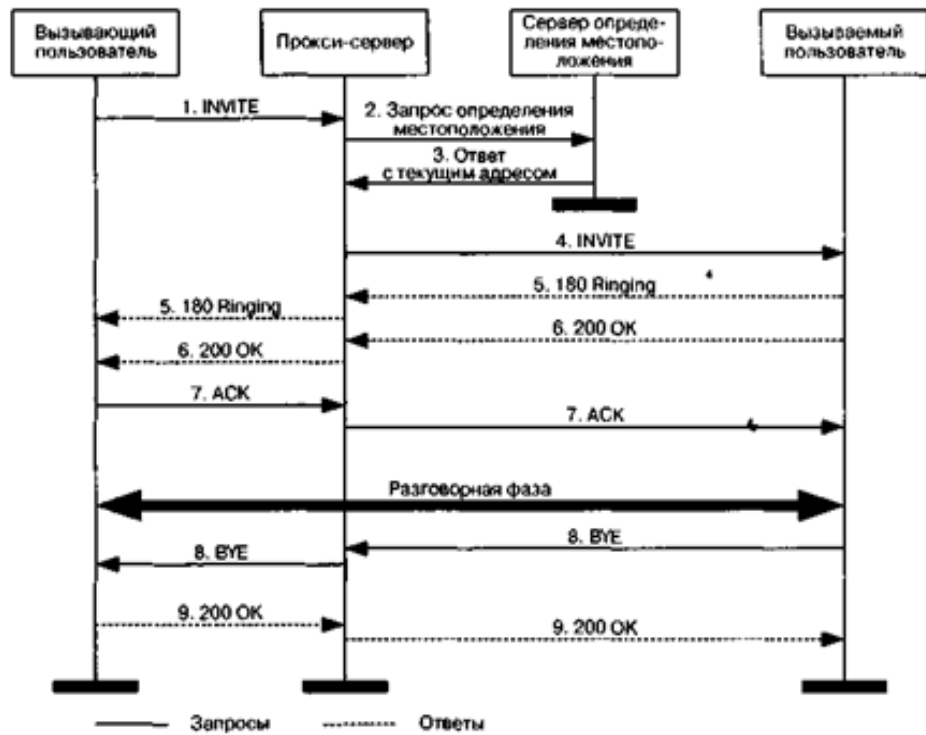 Вызывающий
пользователь
Прокси-сервер
Сервер опреде-
ления местопо-
ложения
Вызываемый
пользователь
1. INVITE
2. Запрос определения
местоположения
3. Ответ
с текущим адресом
4. INVITE
5. 180 Ringing
5. 180 Ringing
6. 200 OK
6. 200 OK
7. ACK
7. ACK
Разговорная фаза
8. BYE
8. BYE
9. 200 OK
9. 200 OK
Запросы
Ответы